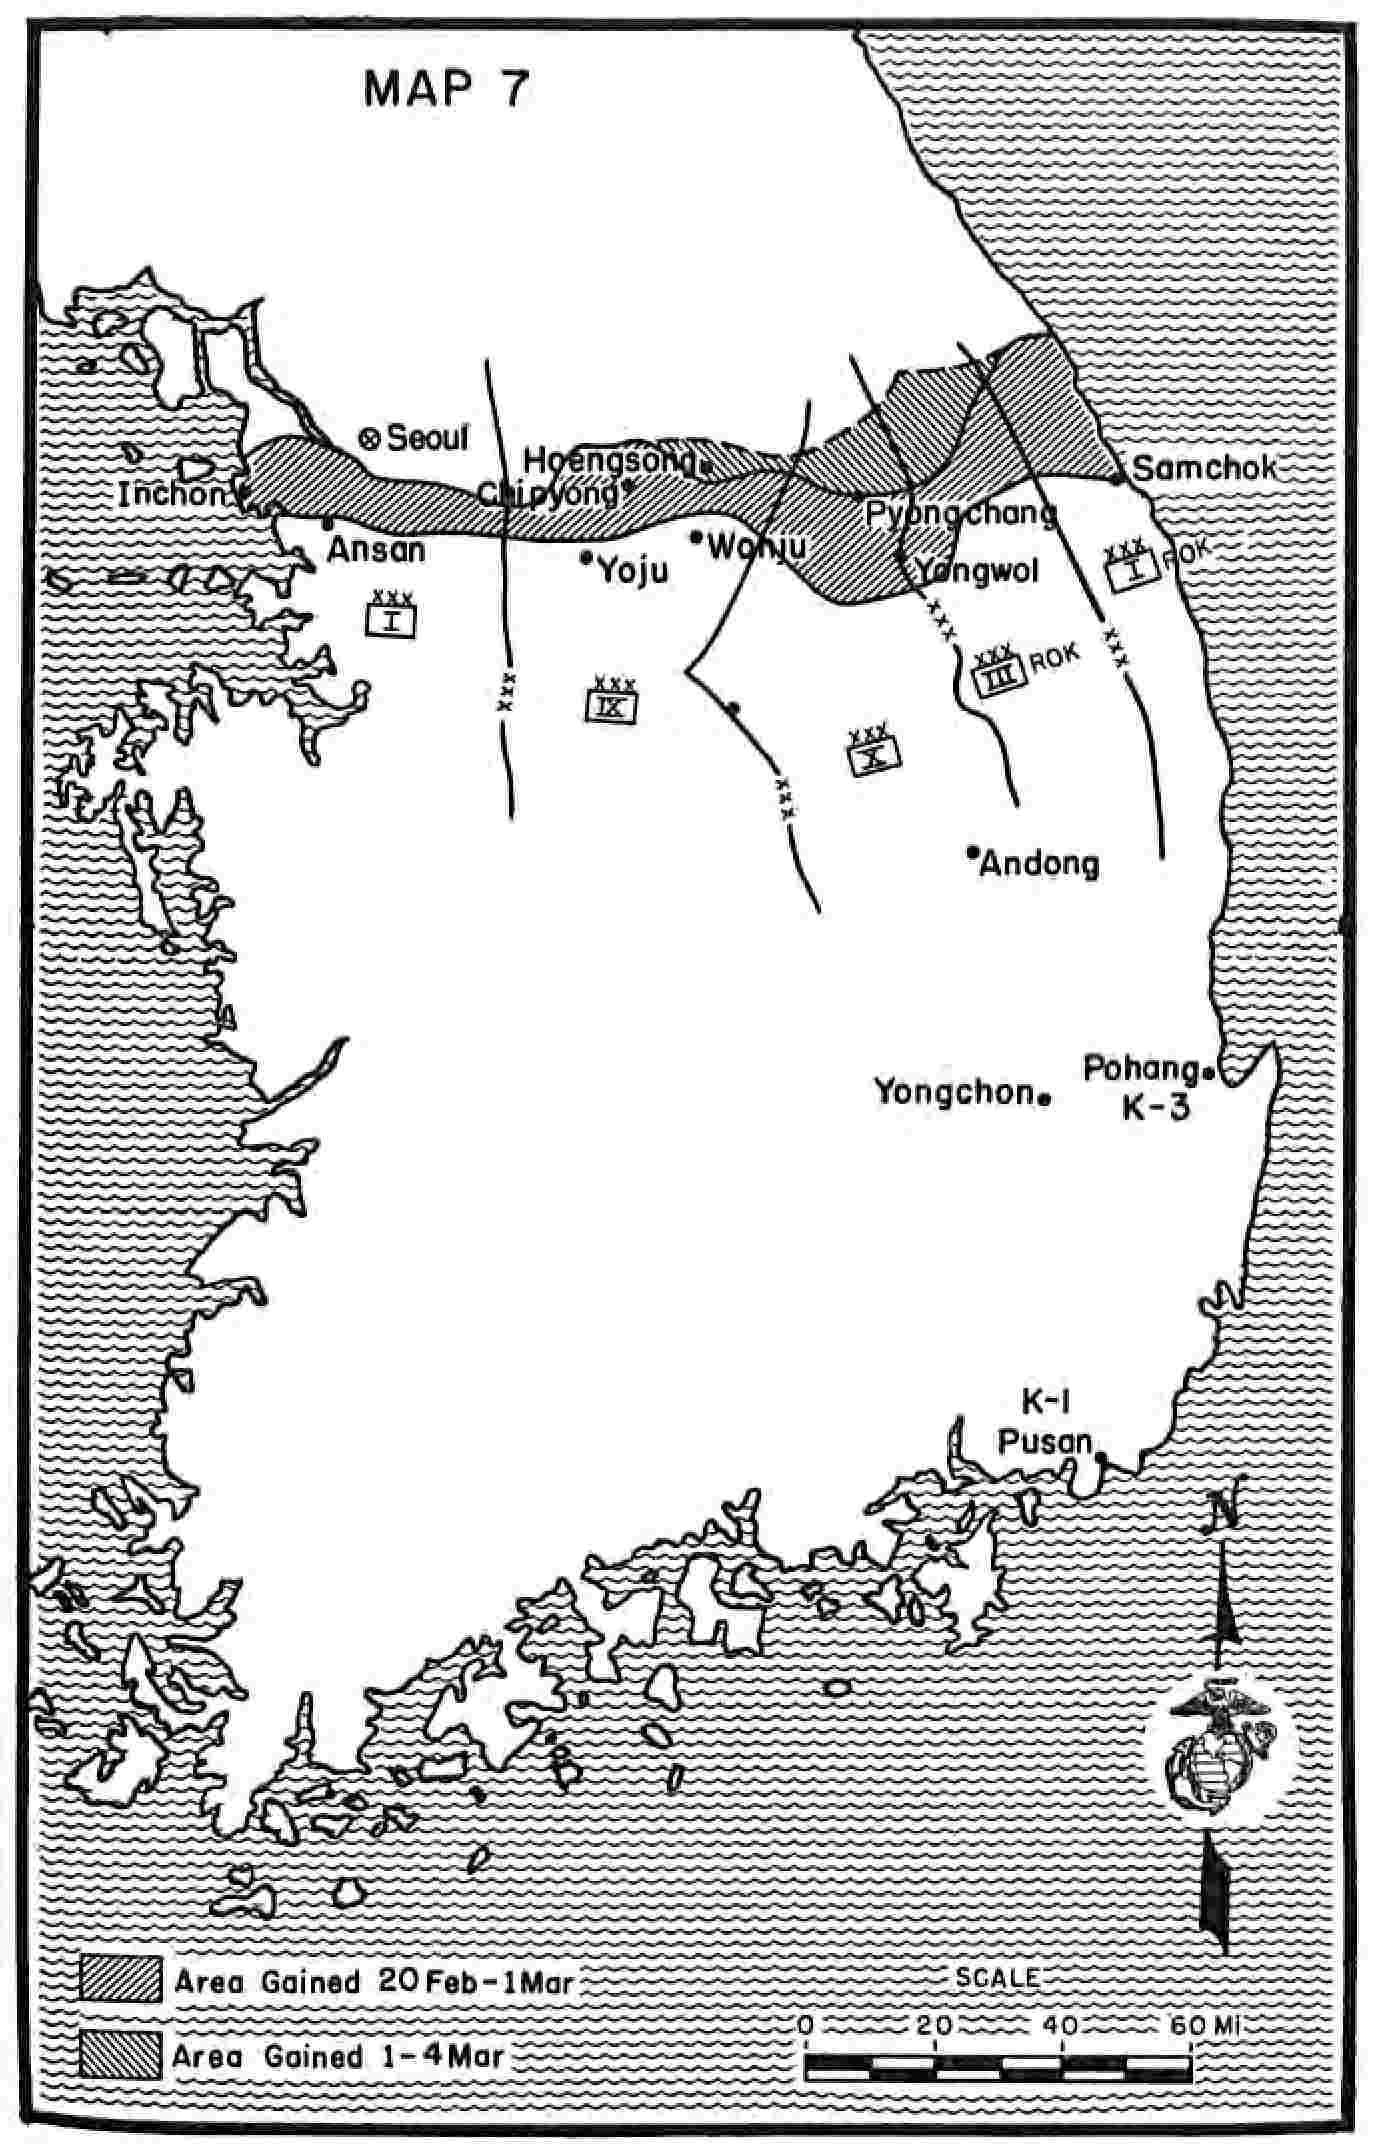 MAP 7
Seoul
Hoengsong
Samchok
Inchon
Chipyong
Pyongchang
Ansan
Wonju
Yoju
Yongwol
XXX
I
ROK
XXX
I
XXX
XXX
XXX
III
ROK
XXX
XXX
IX
XXX
X
XXX
Andong
Pohang
K-3
Yongchon
K-1
Pusan
N
Area Gained 20 Feb-1Mar
SCALE
0 20 40 60 Mi
Area Gained 1-4 Mar